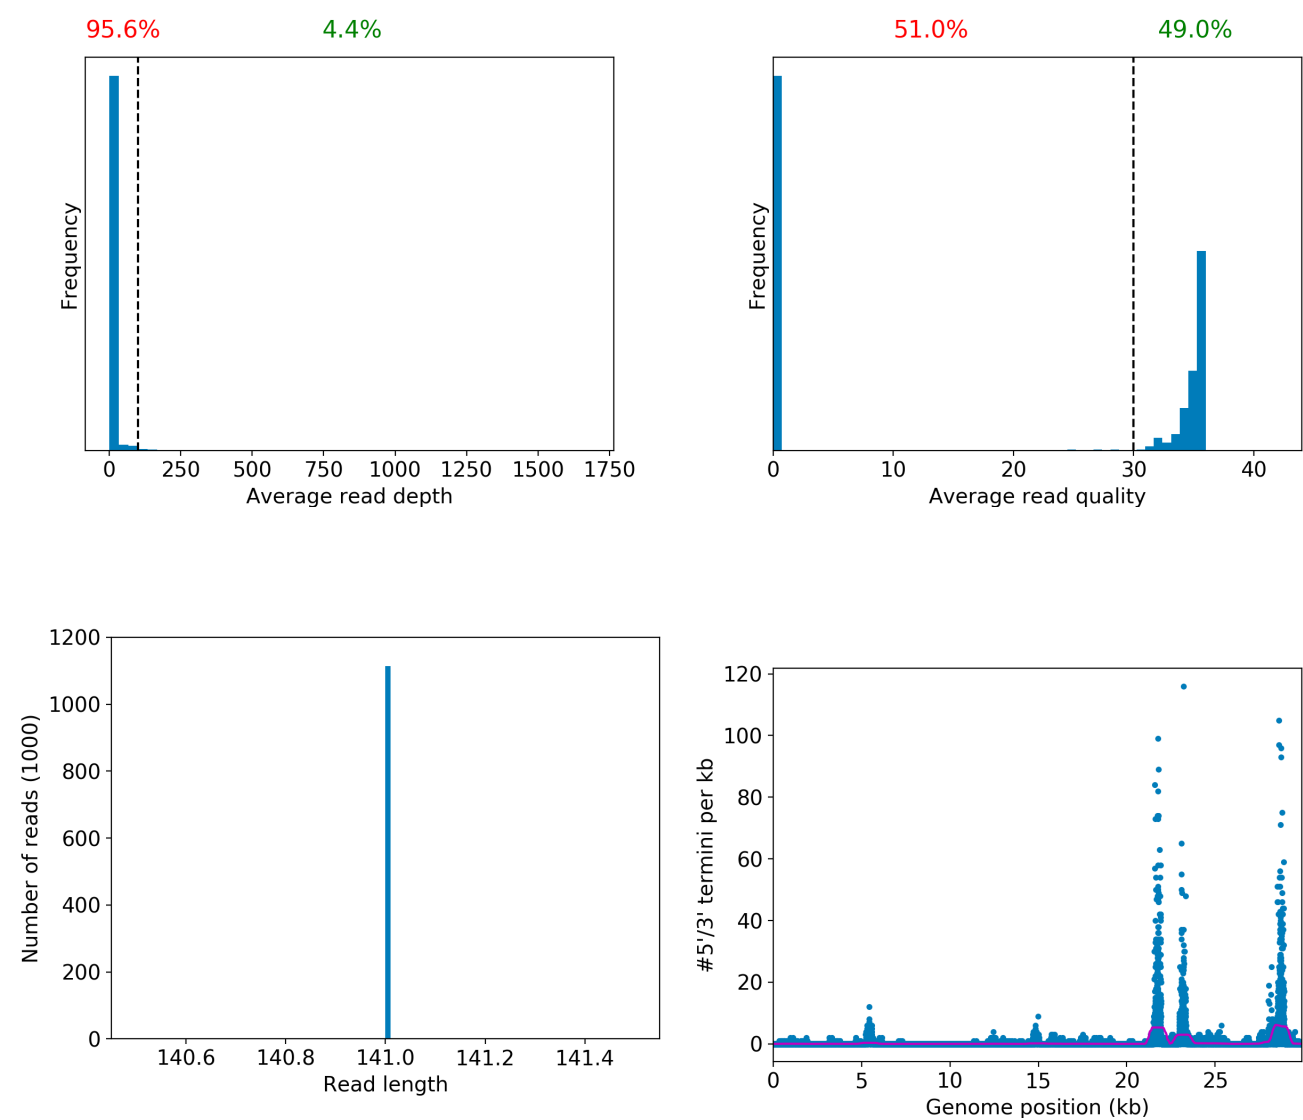 95.6% 4.4%
Frequency
0 250 500 750 1000 1250 1500 1750
Average read depth
51.0% 49.0%
Frequency
0 10 20 30 40
Average read quality
1200
1000
800
600
400
200
0
Number of reads (1000)
140.6 140.8 141.0 141.2 141.4
Read length
120
100
80
60
40
20
0
#5'/3' termini per kb
0 5 10 15 20 25
Genome position (kb)